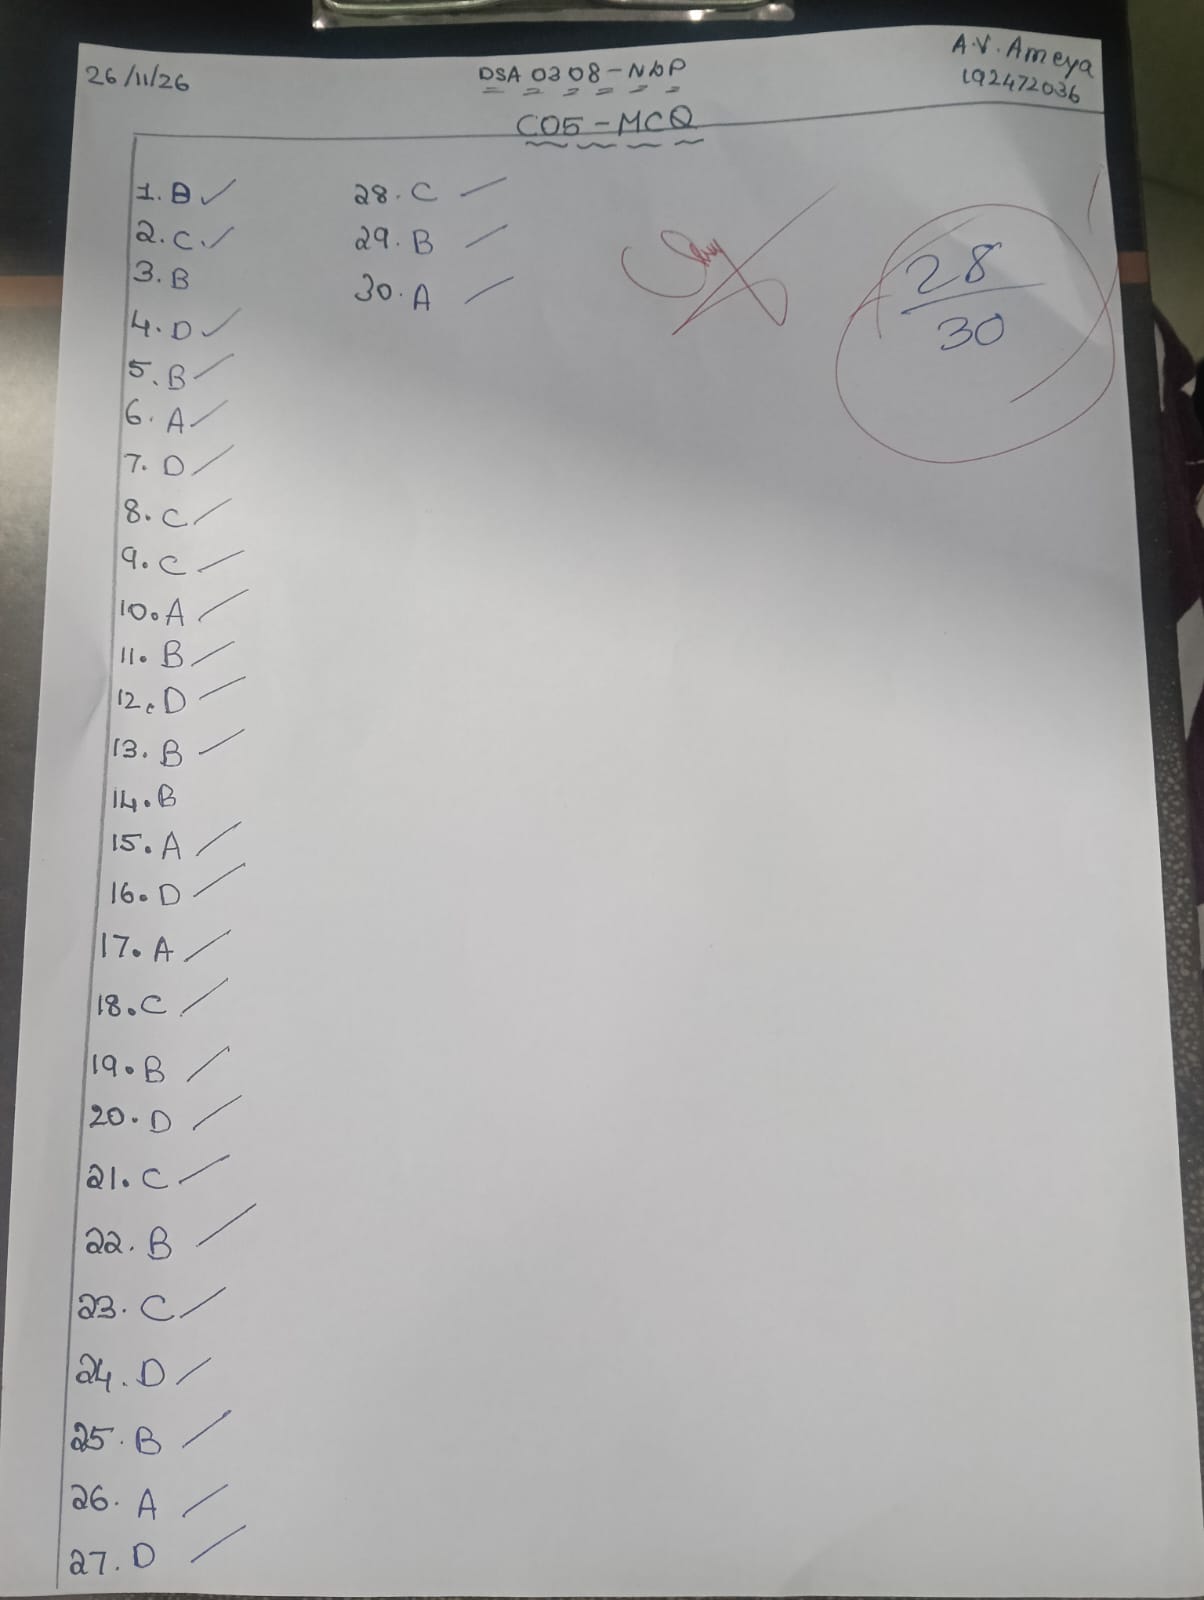 26/11/26
DSA 0308-NLP
A.V. Ameya
192472036
CO5-MCQ
1. B
2. C
3. B
4. D
5. B
6. A
7. D
8. C
9. C
10. A
11. B
12. D
13. B
14. B
15. A
16. D
17. A
18. C
19. B
20. D
21. C
22. B
23. C
24. D
25. B
26. A
27. D
28. C
29. B
30. A
28
30